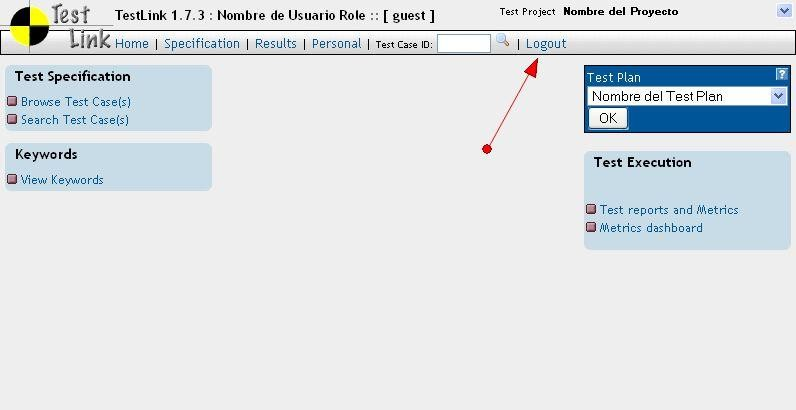 Test Link
TestLink 1.7.3 : Nombre de Usuario Role :: [ guest ]
Test Project Nombre del Proyecto
Home | Specification | Results | Personal | Test Case ID: | Logout
Test Specification
Browse Test Case(s)
Search Test Case(s)
Keywords
View Keywords
Test Plan ?
Nombre del Test Plan
OK
Test Execution
Test reports and Metrics
Metrics dashboard